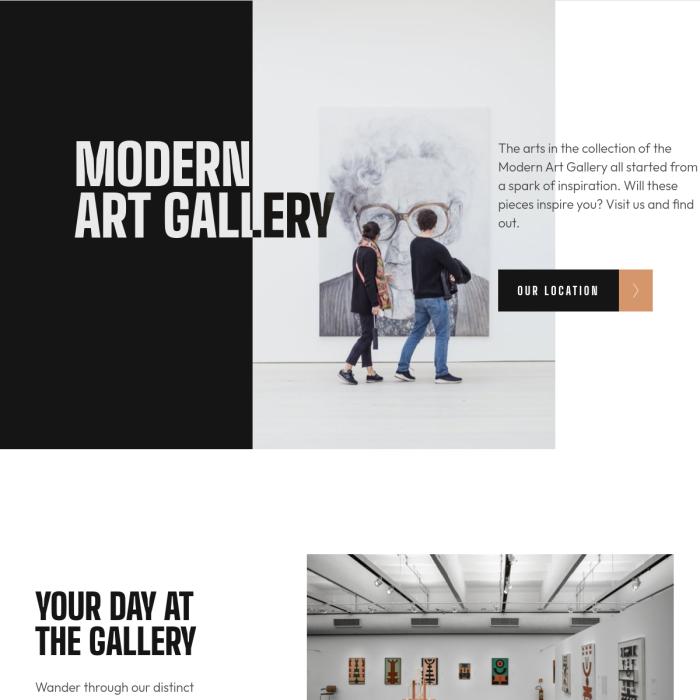 MODERN
ART GALLERY
The arts in the collection of the
Modern Art Gallery all started from
a spark of inspiration. Will these
pieces inspire you? Visit us and find
out.
OUR LOCATION
YOUR DAY AT
THE GALLERY
Wander through our distinct